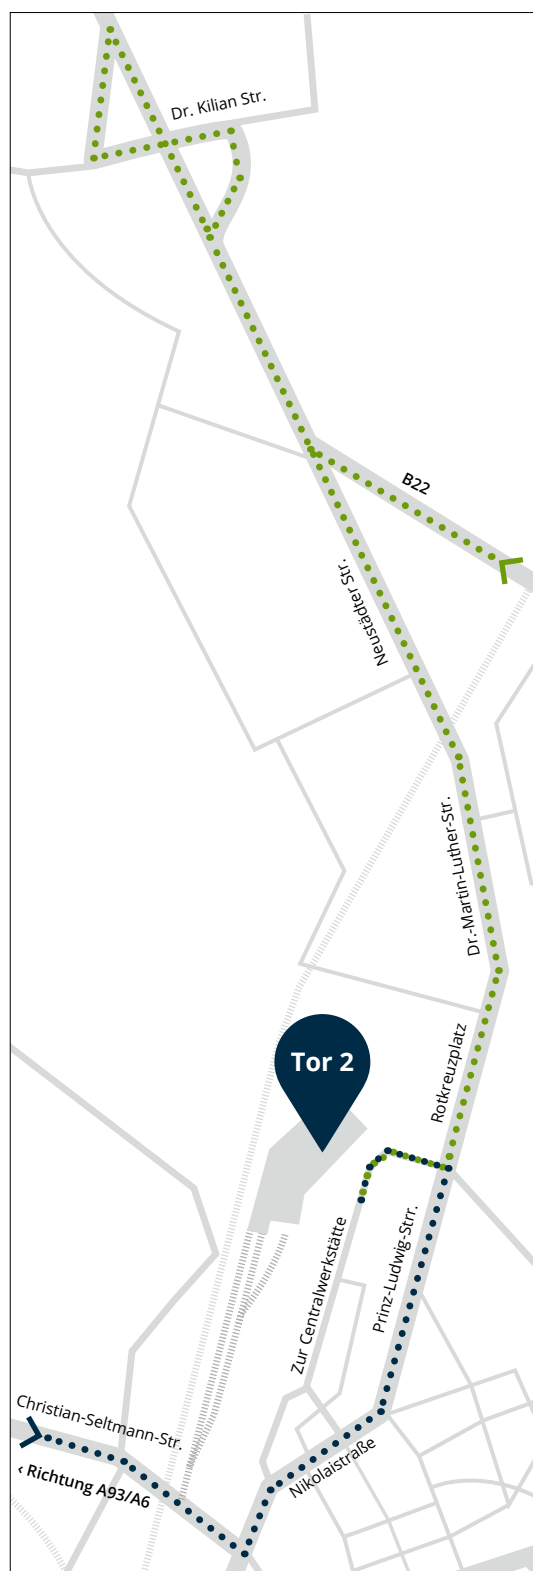 Dr. Kilian Str.
B22
Neustädter Str.
Dr.-Martin-Luther-Str.
Rotkreuzplatz
Tor 2
Prinz-Ludwig-Strr.
Zur Centralwerkstätte
Christian-Seltmann-Str.
‹ Richtung A93/A6
Nikolaistraße